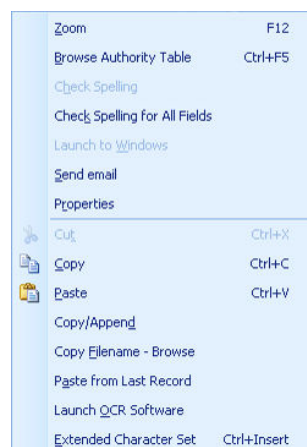 Zoom F12
Browse Authority Table Ctrl+F5
Check Spelling
Check Spelling for All Fields
Launch to Windows
Send email
Properties
Cut Ctrl+X
Copy Ctrl+C
Paste Ctrl+V
Copy/Append
Copy Filename - Browse
Paste from Last Record
Launch OCR Software
Extended Character Set Ctrl+Insert